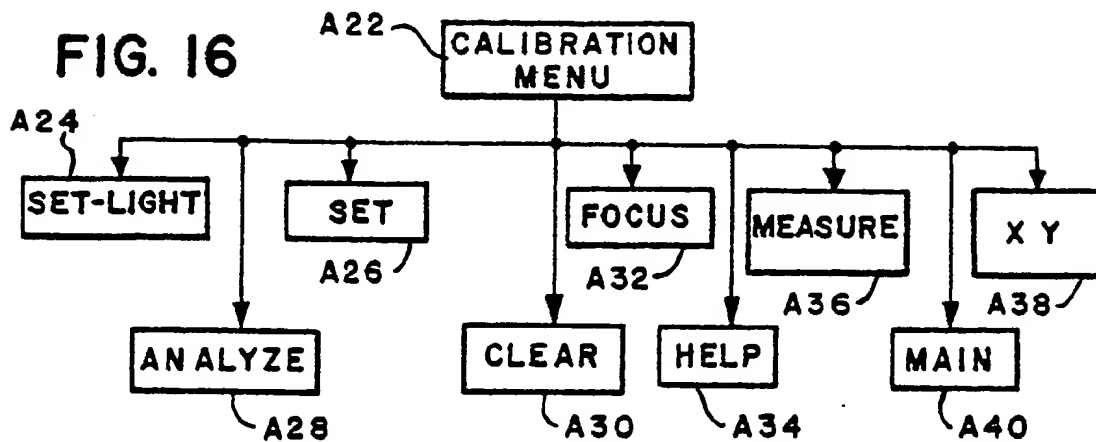 FIG. 16
A22
CALIBRATION
MENU
A24
SET-LIGHT
SET
A26
FOCUS
A32
MEASURE
A36
X Y
A38
ANALYZE
A28
CLEAR
A30
HELP
A34
MAIN
A40